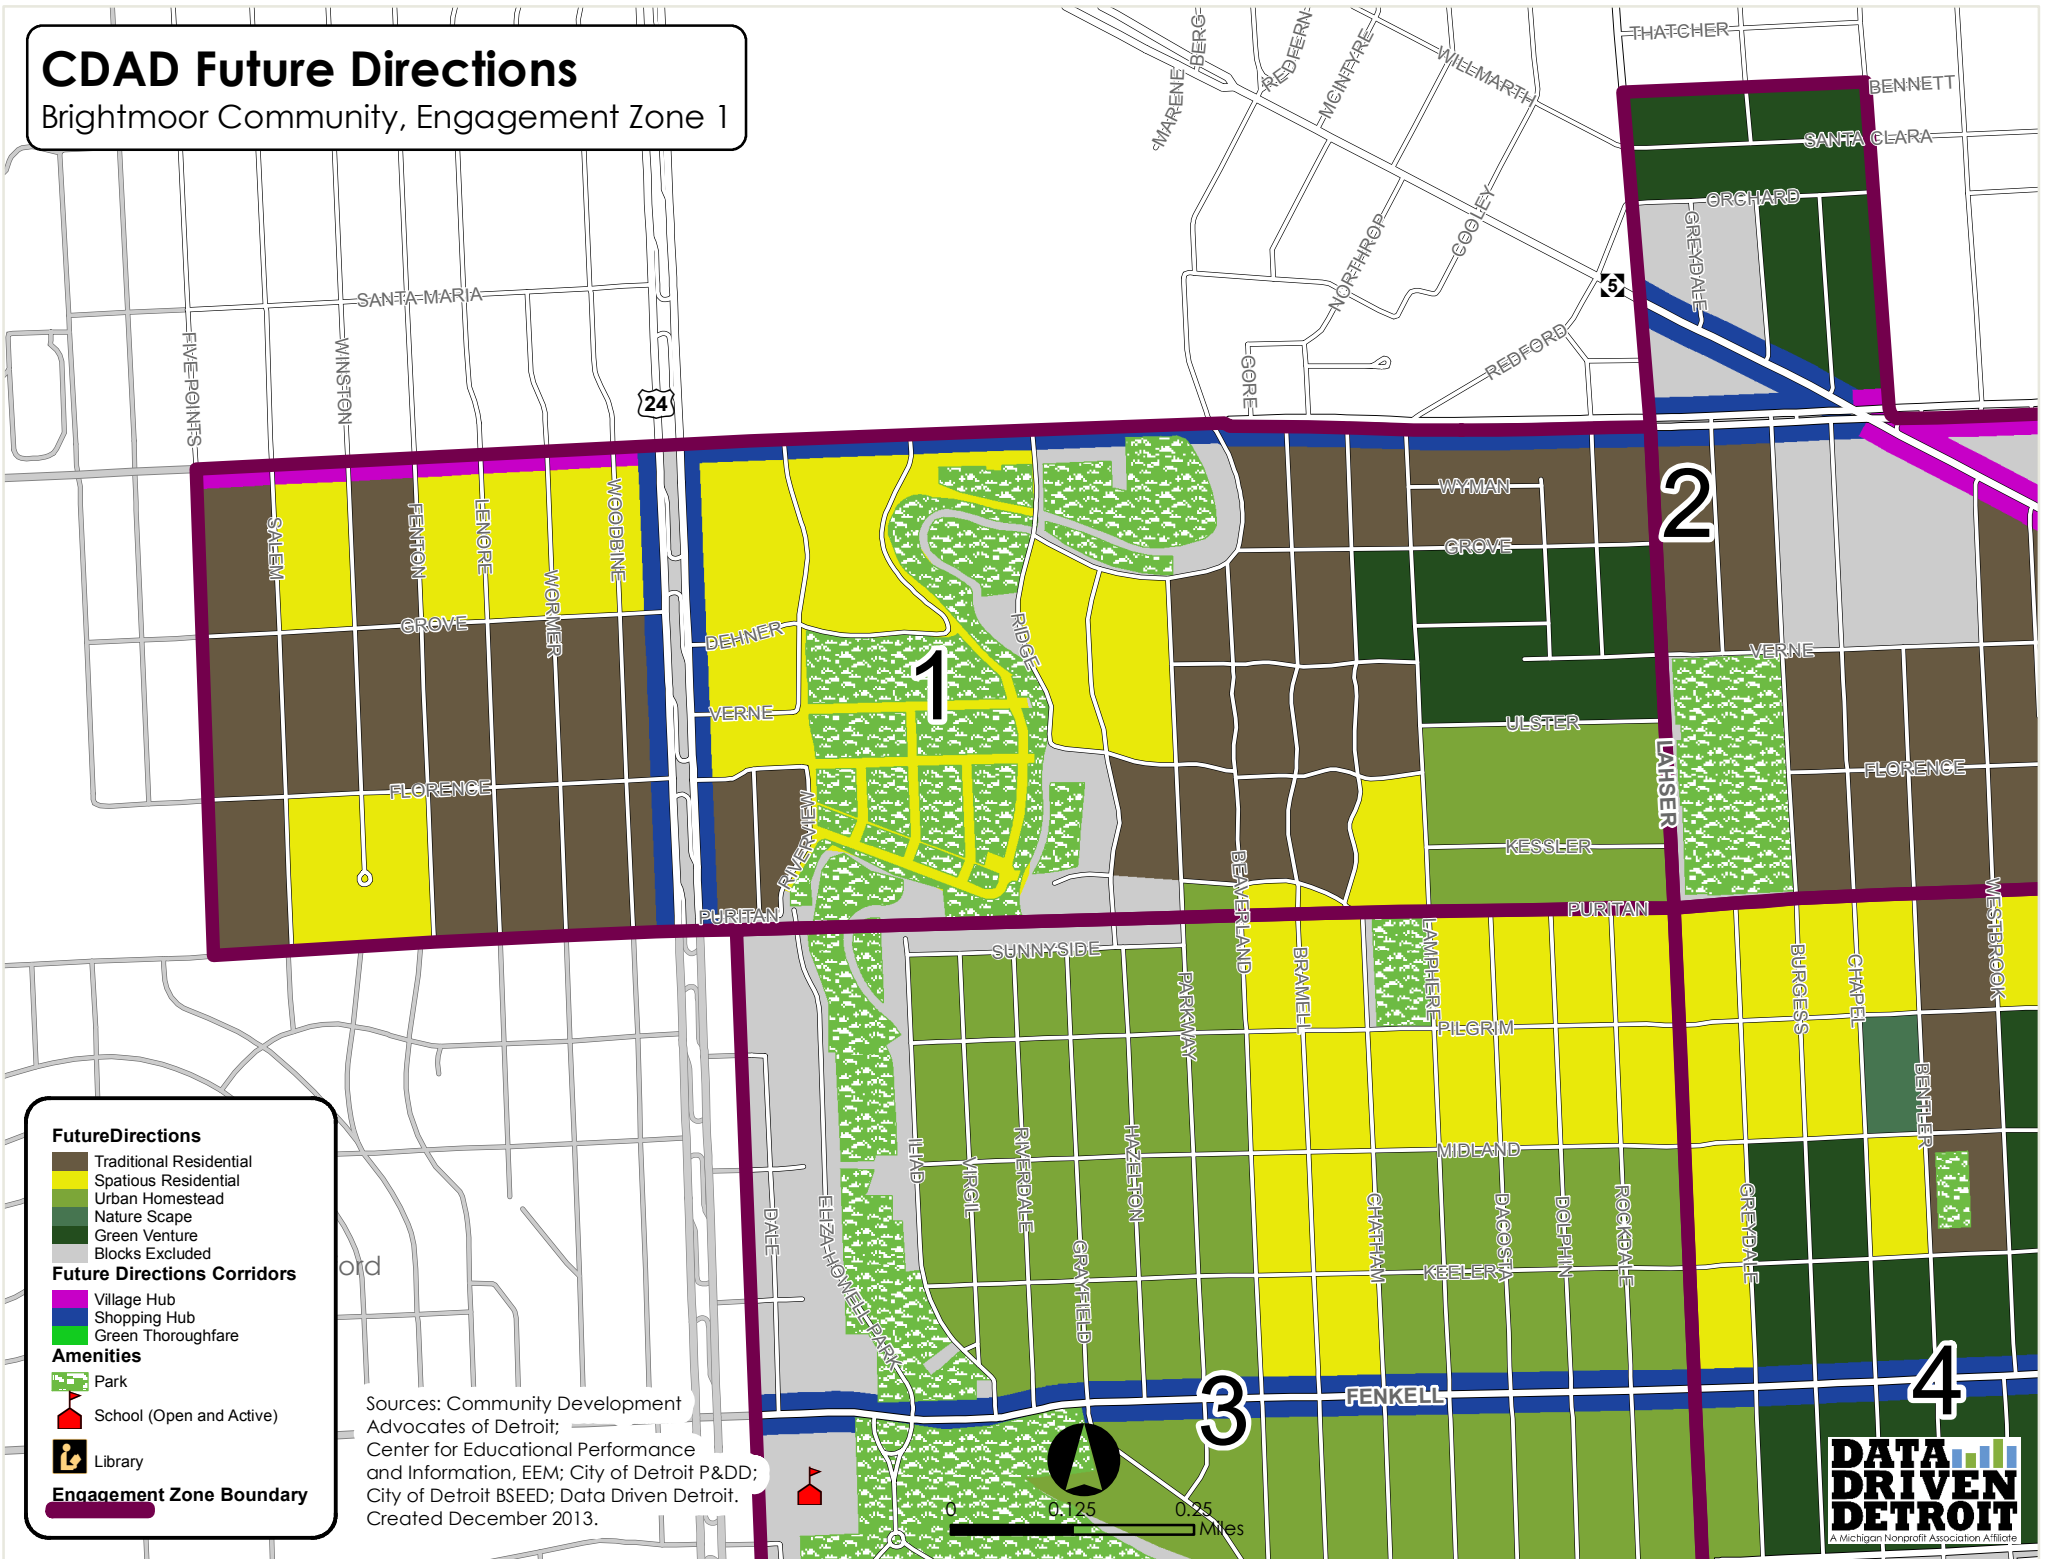 CDAD Future Directions
Brightmoor Community, Engagement Zone 1
MARENE
BERG
REDFERN
MCINTYRE
WILLMARTH
THATCHER
BENNETT
SANTA CLARA
ORCHARD
GREYDALE
COOLEY
NORTHROP
5
REDFORD
GORE
SANTA MARIA
FIVE POINTS
WINSTON
24
SALEM
FENTON
LENORE
WORMER
WOODBINE
GROVE
FLORENCE
DEHNER
VERNE
RIVERVIEW
RIDGE
1
WYMAN
GROVE
2
VERNE
ULSTER
LAHSER
FLORENCE
KESSLER
BEAVERLAND
PURITAN
PURITAN
WESTBROOK
SUNNYSIDE
PARKWAY
BRAMELL
LAMPHERE
PILGRIM
BURGESS
CHAPEL
BENTLER
MIDLAND
ILIAD
VIRGIL
RIVERDALE
HAZELTON
GRAYFIELD
DALE
ELIZA HOWELL PARK
CHATHAM
DACOSTA
DOLPHIN
ROCKDALE
GREYDALE
KEELER
FENKELL
3
4
ord
FutureDirections
Traditional Residential
Spatious Residential
Urban Homestead
Nature Scape
Green Venture
Blocks Excluded
Future Directions Corridors
Village Hub
Shopping Hub
Green Thoroughfare
Amenities
Park
School (Open and Active)
Library
Engagement Zone Boundary
Sources: Community Development
Advocates of Detroit;
Center for Educational Performance
and Information, EEM; City of Detroit P&DD;
City of Detroit BSEED; Data Driven Detroit.
Created December 2013.
0 0.125 0.25
Miles
DATA
DRIVEN
DETROIT
A Michigan Nonprofit Association Affiliate